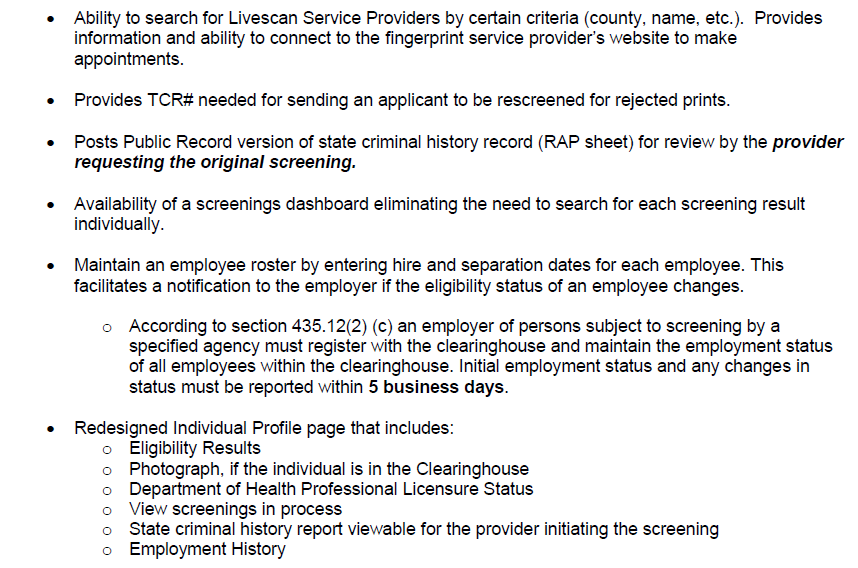 • Ability to search for Livescan Service Providers by certain criteria (county, name, etc.).  Provides
information and ability to connect to the fingerprint service provider's website to make
appointments.
• Provides TCR# needed for sending an applicant to be rescreened for rejected prints.
• Posts Public Record version of state criminal history record (RAP sheet) for review by the provider
requesting the original screening.
• Availability of a screenings dashboard eliminating the need to search for each screening result
individually.
• Maintain an employee roster by entering hire and separation dates for each employee. This
facilitates a notification to the employer if the eligibility status of an employee changes.
o According to section 435.12(2) (c) an employer of persons subject to screening by a
specified agency must register with the clearinghouse and maintain the employment status
of all employees within the clearinghouse. Initial employment status and any changes in
status must be reported within 5 business days.
• Redesigned Individual Profile page that includes:
o Eligibility Results
o Photograph, if the individual is in the Clearinghouse
o Department of Health Professional Licensure Status
o View screenings in process
o State criminal history report viewable for the provider initiating the screening
o Employment History